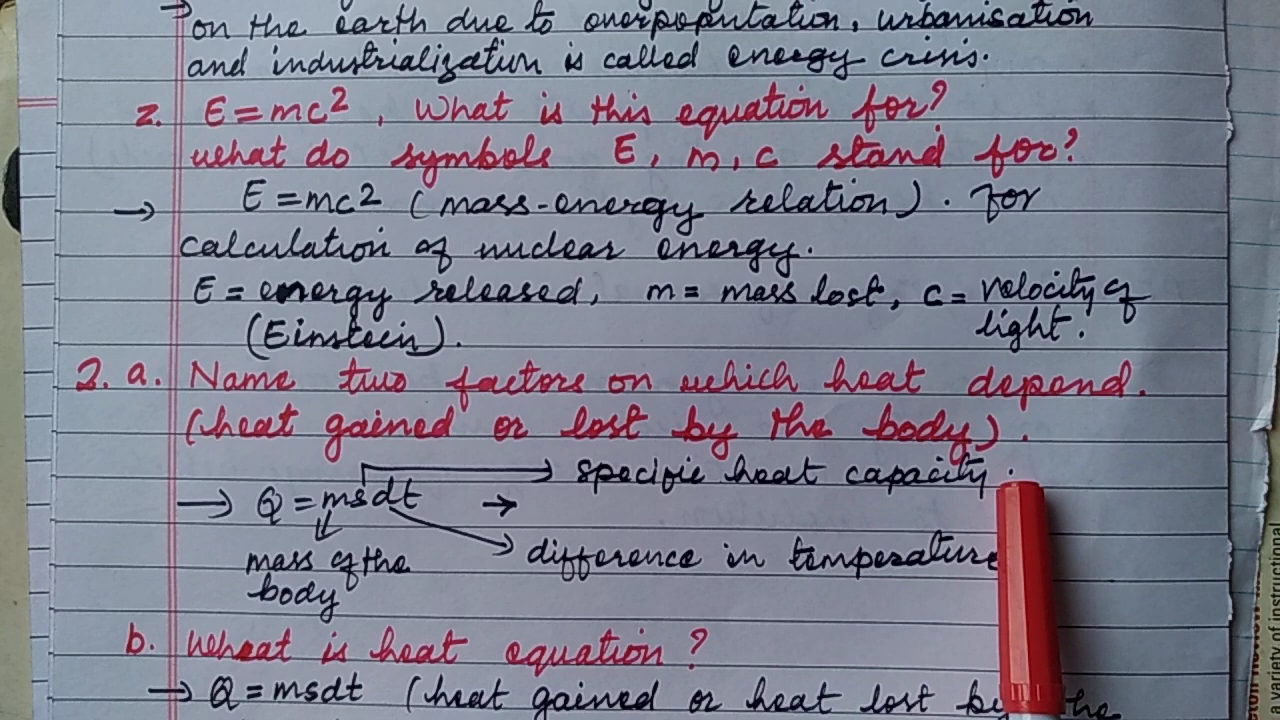 on the earth due to overpopulation, urbanisation
and industrialization is called energy crisis.
z. E=mc2, What is this equation for?
what do symbols E, m, c stand for?
→ E=mc2 (mass-energy relation). For
calculation of nuclear energy.
E = energy released, m = mass lost, c = velocity of
light.
(Einstein).
2. a. Name two factors on which heat depend.
(heat gained or lost by the body).
→ specific heat capacity.
→ Q = msdt →
→ difference in temperature
mass of the
body
b. What is heat equation?
→ Q = msdt (heat gained or heat lost by the
a variety of instructional